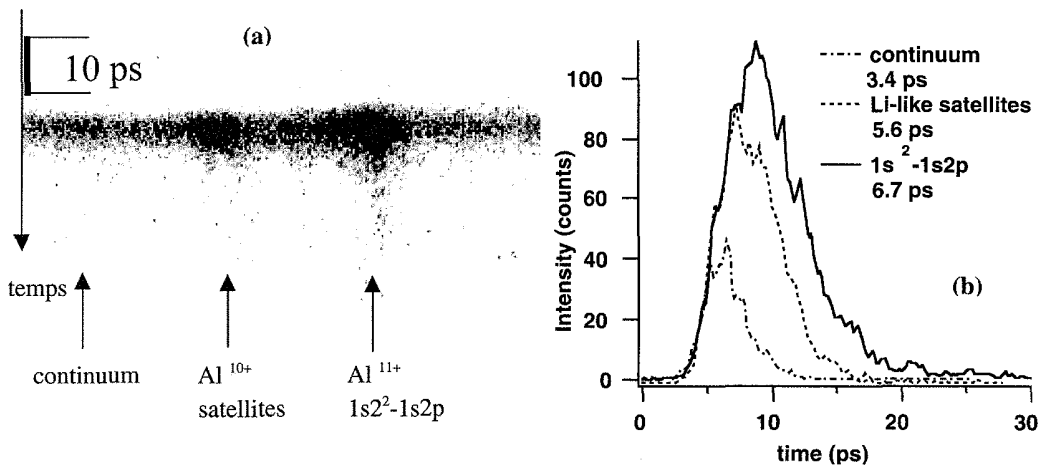 (a)
10 ps
temps
continuum
Al 10+
satellites
Al 11+
1s2²-1s2p
Intensity (counts)
100
80
60
40
20
0
0
10
20
30
time (ps)
continuum
3.4 ps
Li-like satellites
5.6 ps
1s 2 -1s2p
6.7 ps
(b)